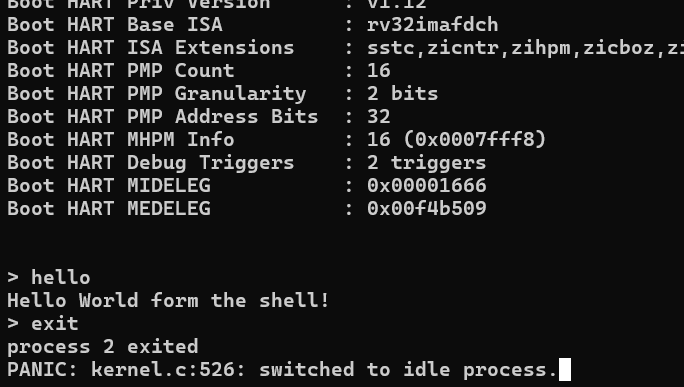 Boot HART Priv Version : v1.12
Boot HART Base ISA : rv32imafdch
Boot HART ISA Extensions : sstc,zicntr,zihpm,zicboz,
Boot HART PMP Count : 16
Boot HART PMP Granularity : 2 bits
Boot HART PMP Address Bits : 32
Boot HART MHPM Info : 16 (0x0007fff8)
Boot HART Debug Triggers : 2 triggers
Boot HART MIDELEG : 0x00001666
Boot HART MEDELEG : 0x00f4b509
> hello
Hello World form the shell!
> exit
process 2 exited
PANIC: kernel.c:526: switched to idle process.